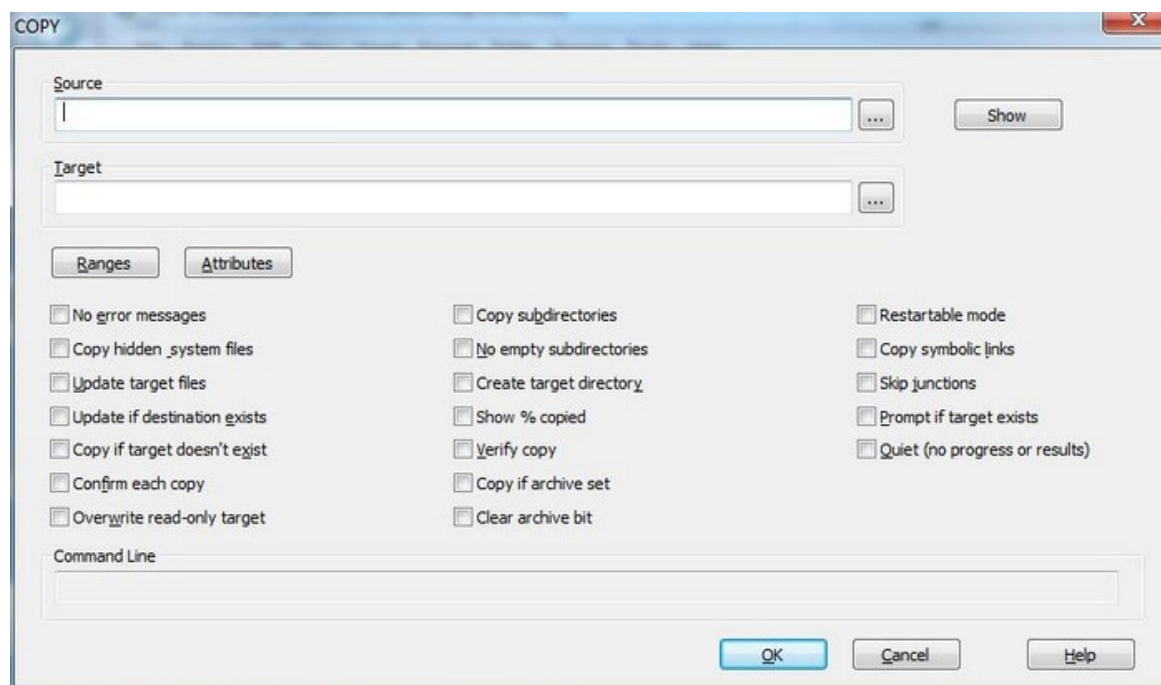 COPY
Source
... Show
Target
...
Ranges Attributes
No error messages Copy subdirectories Restartable mode
Copy hidden _system files No empty subdirectories Copy symbolic links
Update target files Create target directory Skip junctions
Update if destination exists Show % copied Prompt if target exists
Copy if target doesn't exist Verify copy Quiet (no progress or results)
Confirm each copy Copy if archive set
Overwrite read-only target Clear archive bit
Command Line
OK Cancel Help